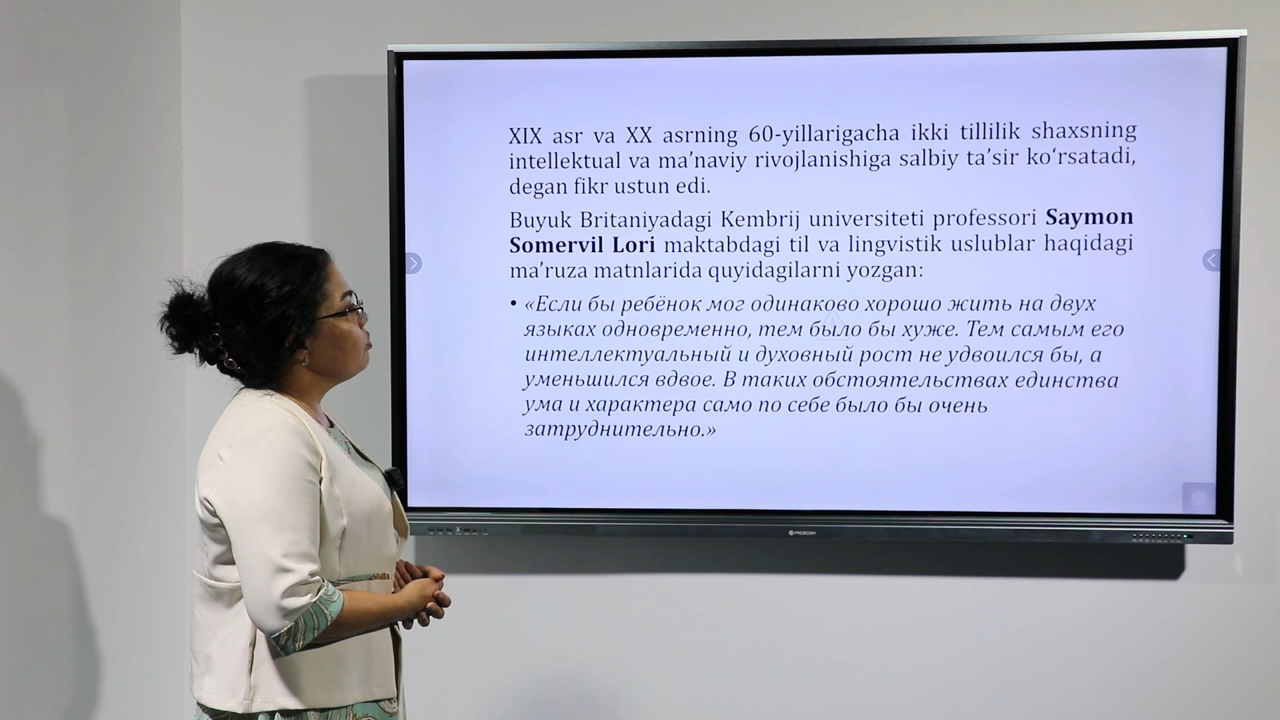 XIX asr va XX asrning 60-yillarigacha ikki tillilik shaxsning
intellektual va ma’naviy rivojlanishiga salbiy ta’sir ko‘rsatadi,
degan fikr ustun edi.
Buyuk Britaniyadagi Kembrij universiteti professori Saymon
Somervil Lori maktabdagi til va lingvistik uslublar haqidagi
ma’ruza matnlarida quyidagilarni yozgan:
• «Если бы ребёнок мог одинаково хорошо жить на двух
языках одновременно, тем было бы хуже. Тем самым его
интеллектуальный и духовный рост не удвоился бы, а
уменьшился вдвое. В таких обстоятельствах единства
ума и характера само по себе было бы очень
затруднительно.»